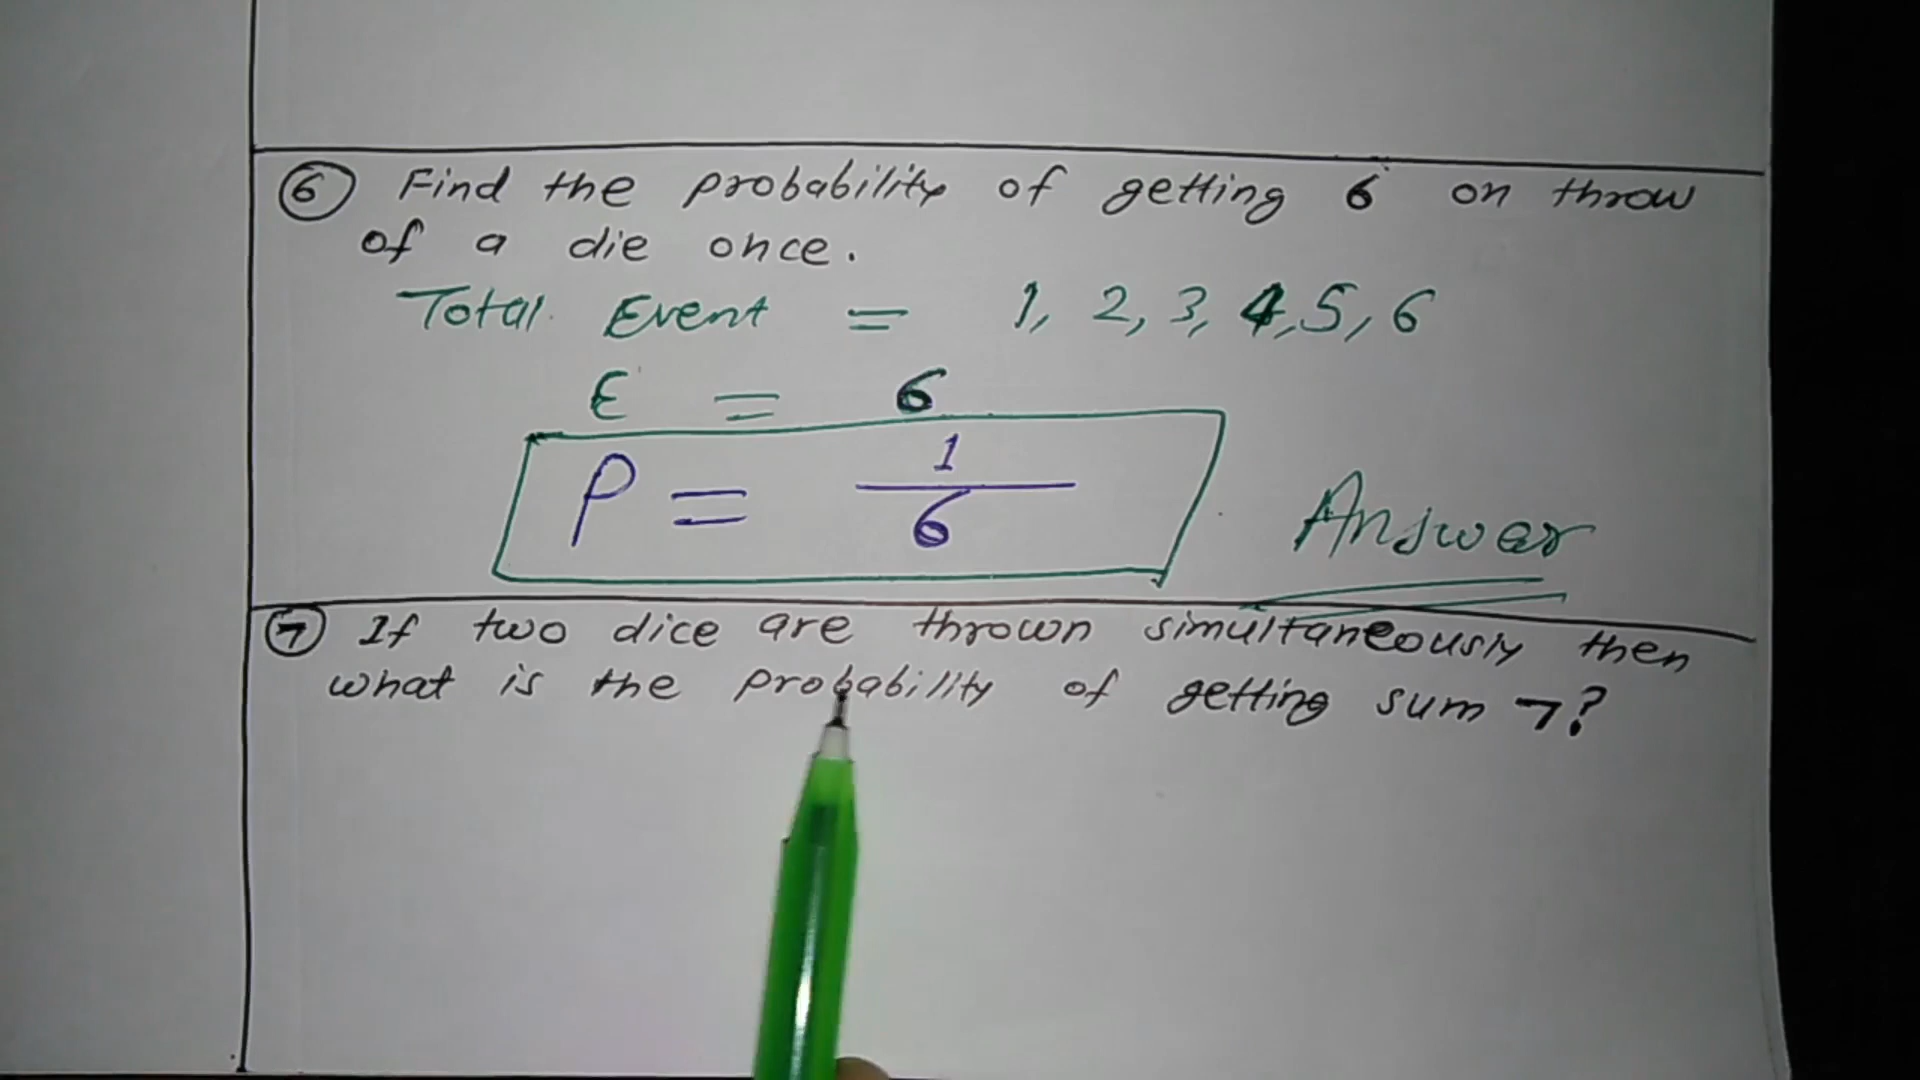 6 Find the probability of getting 6 on throw
of a die once.
Total Event = 1, 2, 3, 4, 5, 6
E = 6
P = 1/6
Answer
7 If two dice are thrown simultaneously then
what is the probability of getting sum 7?